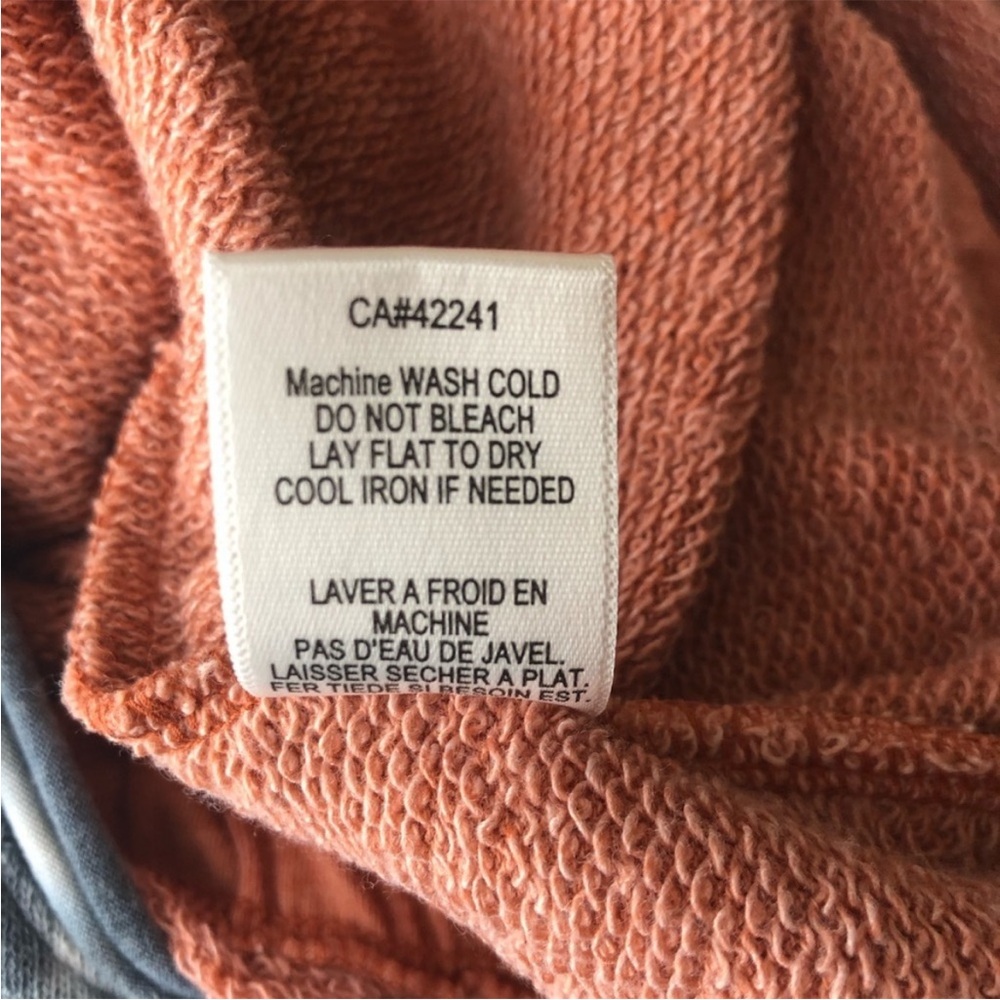 CA#42241
Machine WASH COLD
DO NOT BLEACH
LAY FLAT TO DRY
COOL IRON IF NEEDED
LAVER A FROID EN
MACHINE
PAS D'EAU DE JAVEL.
LAISSER SECHER A PLAT.
FER TIEDE SI BESOIN EST.